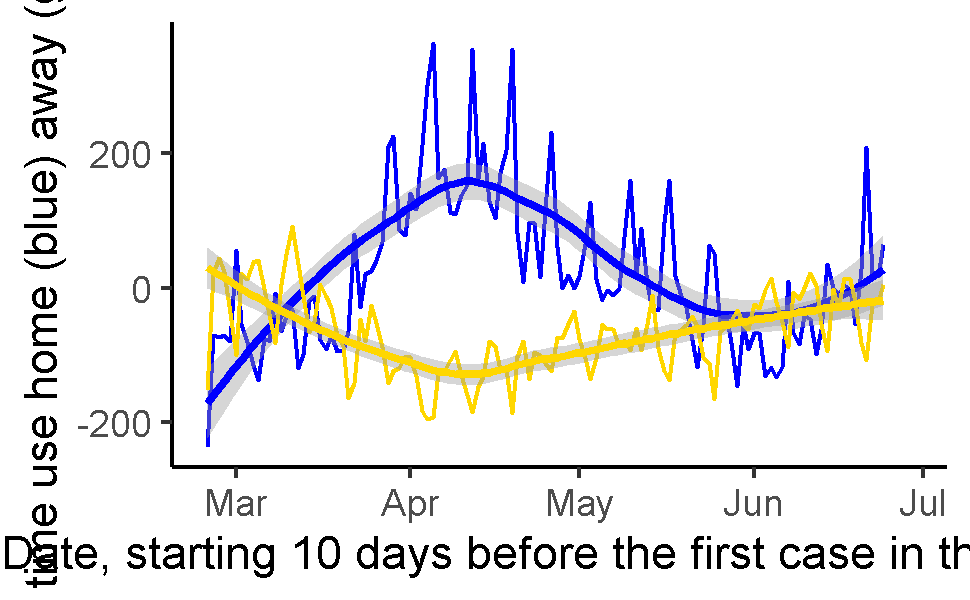 time use home (blue) away (
200
0
-200
Mar Apr May Jun Jul
Date, starting 10 days before the first case in